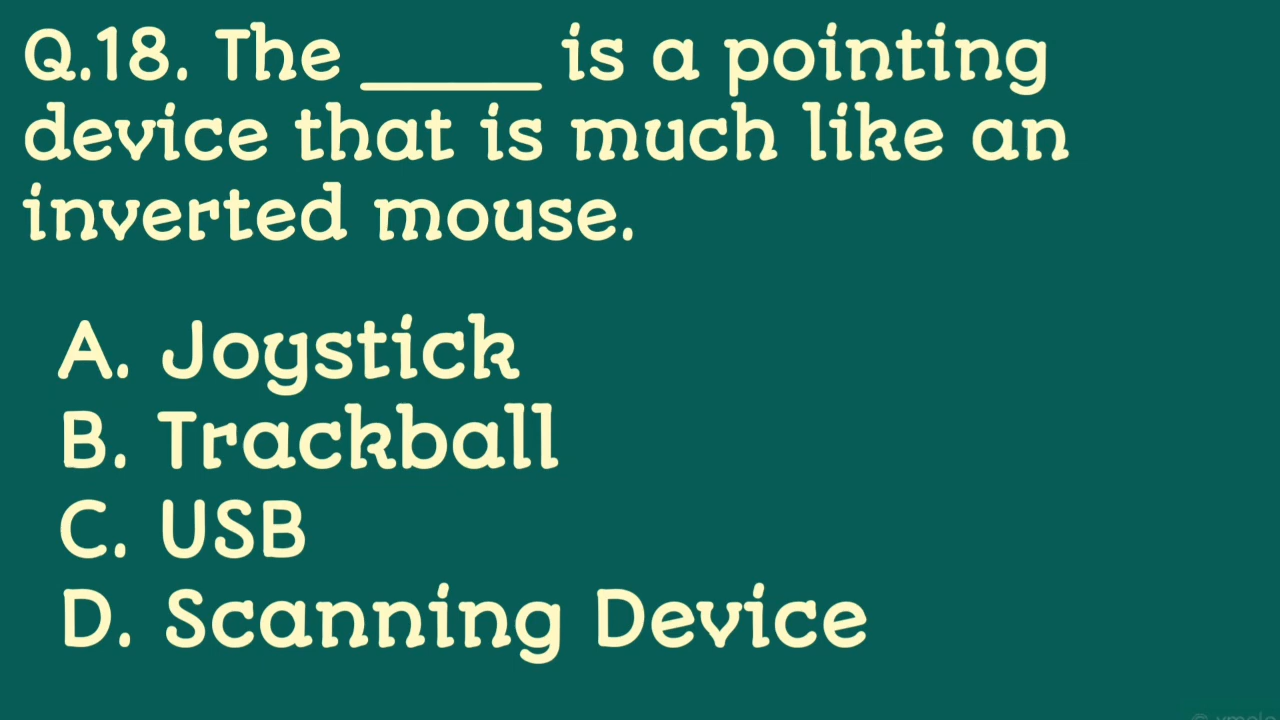 Q.18. The _____ is a pointing
device that is much like an
inverted mouse.
A. Joystick
B. Trackball
C. USB
D. Scanning Device